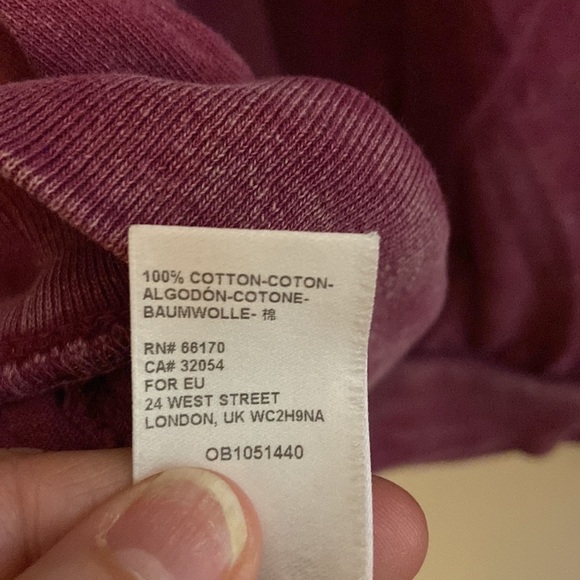 100% COTTON-COTON-
ALGODÓN-COTONE-
BAUMWOLLE- 棉
RN# 66170
CA# 32054
FOR EU
24 WEST STREET
LONDON, UK WC2H9NA
OB1051440